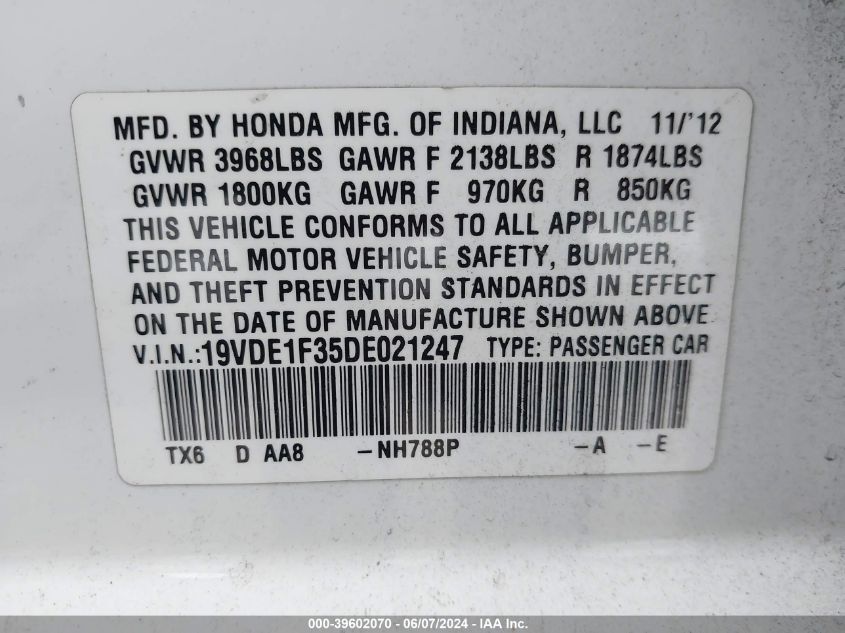 MFD. BY HONDA MFG. OF INDIANA, LLC 11/'12
GVWR 3968LBS GAWR F 2138LBS R 1874LBS
GVWR 1800KG GAWR F 970KG R 850KG
THIS VEHICLE CONFORMS TO ALL APPLICABLE
FEDERAL MOTOR VEHICLE SAFETY, BUMPER,
AND THEFT PREVENTION STANDARDS IN EFFECT
ON THE DATE OF MANUFACTURE SHOWN ABOVE
V.I.N.:19VDE1F35DE021247 TYPE: PASSENGER CAR
TX6 D AA8 -NH788P -A -E
000-39602070 - 06/07/2024 - IAA Inc.